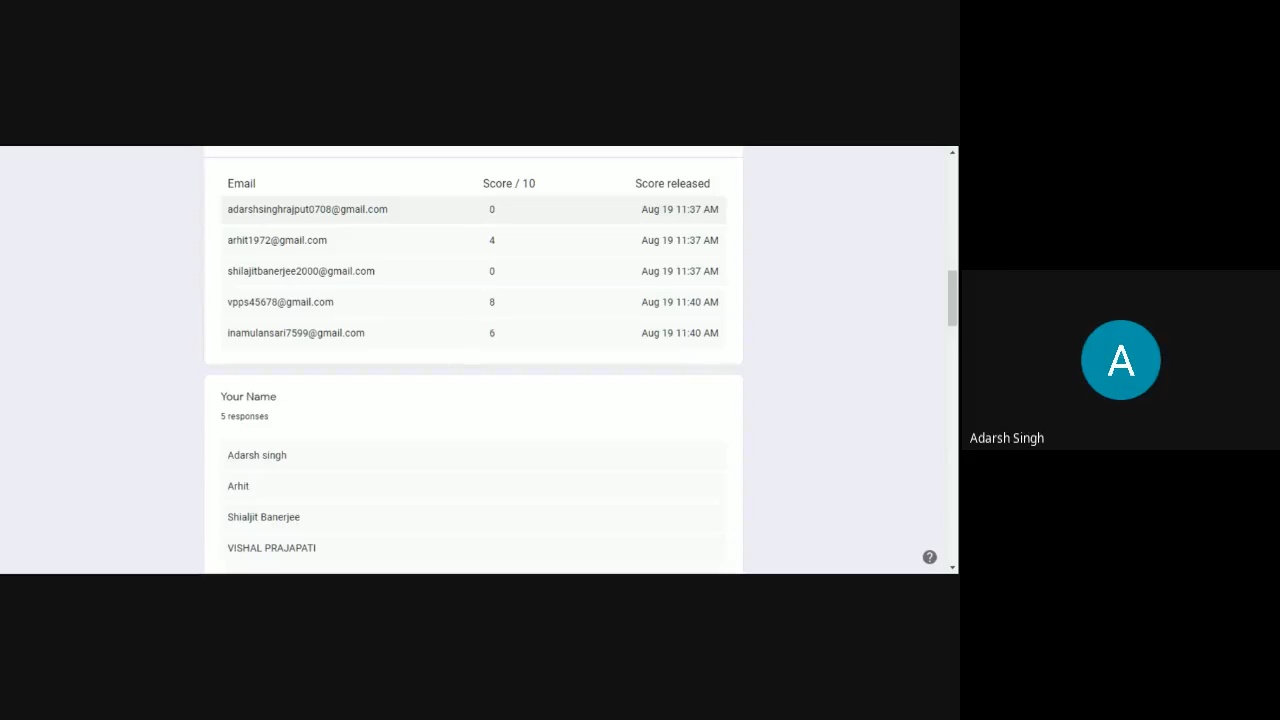 Email Score / 10 Score released
adarshsinghrajput0708@gmail.com 0 Aug 19 11:37 AM
arhit1972@gmail.com 4 Aug 19 11:37 AM
shilajitbanerjee2000@gmail.com 0 Aug 19 11:37 AM
vpps45678@gmail.com 8 Aug 19 11:40 AM
inamulansari7599@gmail.com 6 Aug 19 11:40 AM
Your Name
5 responses
Adarsh singh
Arhit
Shialjit Banerjee
VISHAL PRAJAPATI
?
A
Adarsh Singh